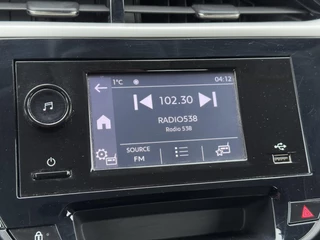 1°C 04:12
102.30
RADIO538
Radio 538
SOURCE
FM